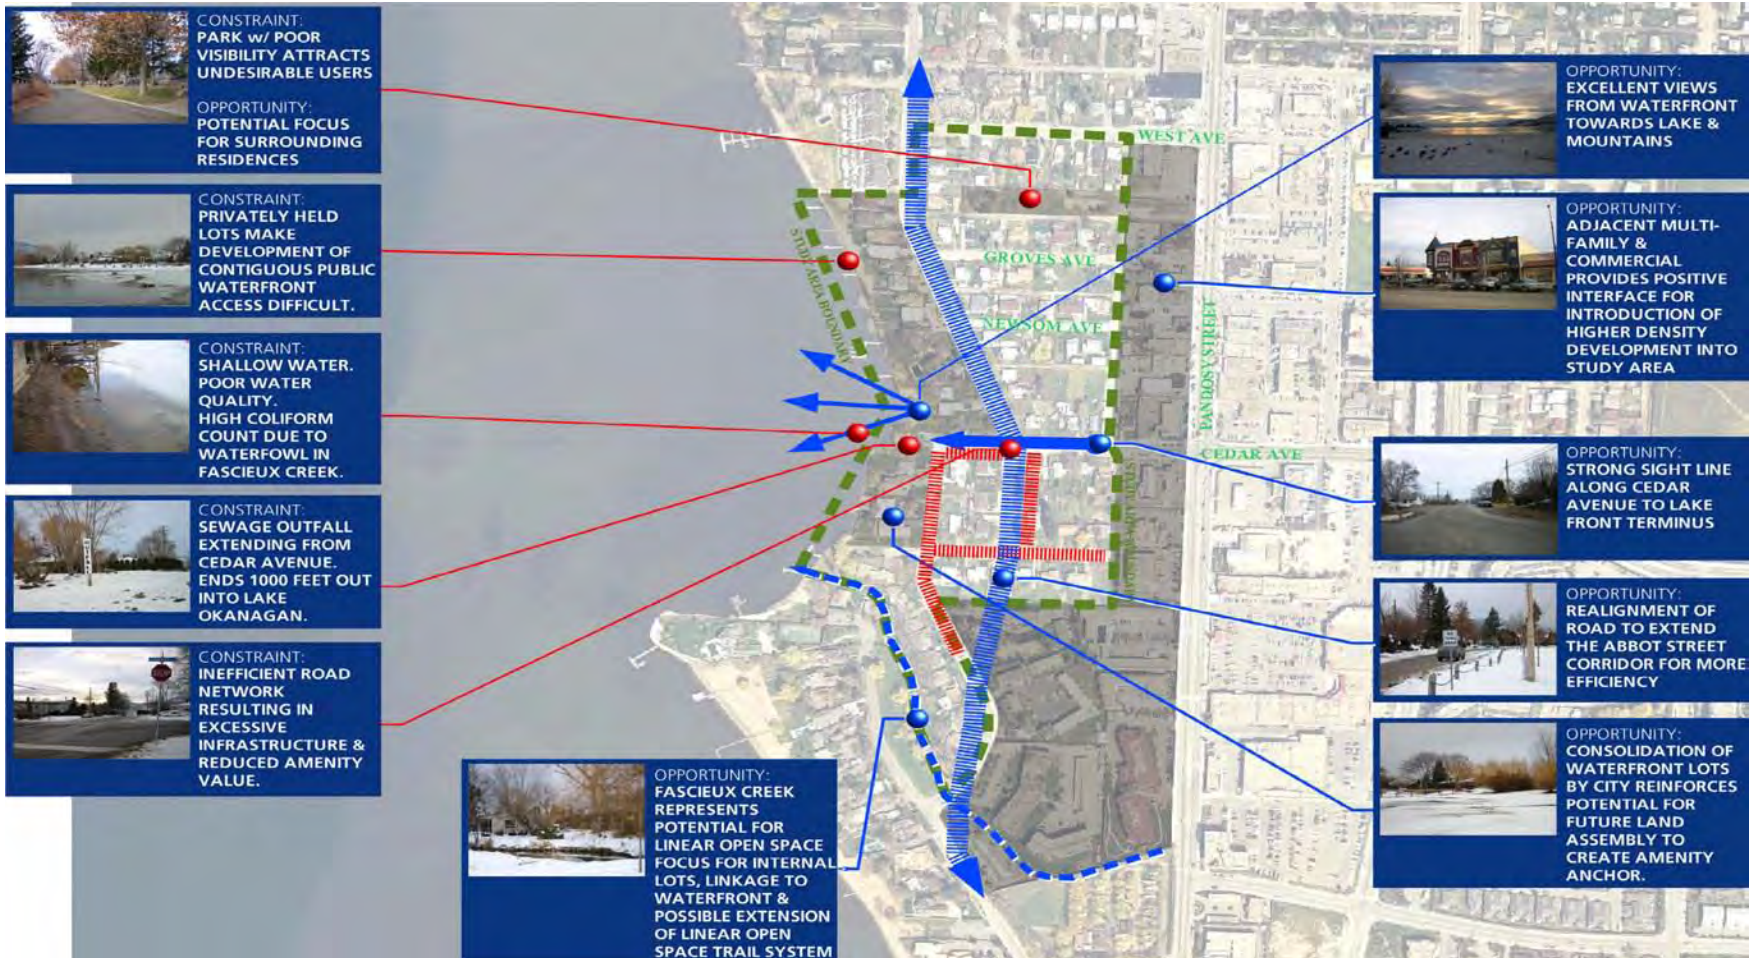 CONSTRAINT:
PARK w/ POOR
VISIBILITY ATTRACTS
UNDESIRABLE USERS
OPPORTUNITY:
POTENTIAL FOCUS
FOR SURROUNDING
RESIDENCES
CONSTRAINT:
PRIVATELY HELD
LOTS MAKE
DEVELOPMENT OF
CONTIGUOUS PUBLIC
WATERFRONT
ACCESS DIFFICULT.
CONSTRAINT:
SHALLOW WATER.
POOR WATER
QUALITY.
HIGH COLIFORM
COUNT DUE TO
WATERFOWL IN
FASCIEUX CREEK.
CONSTRAINT:
SEWAGE OUTFALL
EXTENDING FROM
CEDAR AVENUE.
ENDS 1000 FEET OUT
INTO LAKE
OKANAGAN.
CONSTRAINT:
INEFFICIENT ROAD
NETWORK
RESULTING IN
EXCESSIVE
INFRASTRUCTURE &
REDUCED AMENITY
VALUE.
OPPORTUNITY:
FASCIEUX CREEK
REPRESENTS
POTENTIAL FOR
LINEAR OPEN SPACE
FOCUS FOR INTERNAL
LOTS, LINKAGE TO
WATERFRONT &
POSSIBLE EXTENSION
OF LINEAR OPEN
SPACE TRAIL SYSTEM
WEST AVE
GROVES AVE
NEWSOM AVE
CEDAR AVE
PANDOSY STREET
STUDY AREA BOUNDARY
OPPORTUNITY:
EXCELLENT VIEWS
FROM WATERFRONT
TOWARDS LAKE &
MOUNTAINS
OPPORTUNITY:
ADJACENT MULTI-
FAMILY &
COMMERCIAL
PROVIDES POSITIVE
INTERFACE FOR
INTRODUCTION OF
HIGHER DENSITY
DEVELOPMENT INTO
STUDY AREA
OPPORTUNITY:
STRONG SIGHT LINE
ALONG CEDAR
AVENUE TO LAKE
FRONT TERMINUS
OPPORTUNITY:
REALIGNMENT OF
ROAD TO EXTEND
THE ABBOT STREET
CORRIDOR FOR MORE
EFFICIENCY
OPPORTUNITY:
CONSOLIDATION OF
WATERFRONT LOTS
BY CITY REINFORCES
POTENTIAL FOR
FUTURE LAND
ASSEMBLY TO
CREATE AMENITY
ANCHOR.